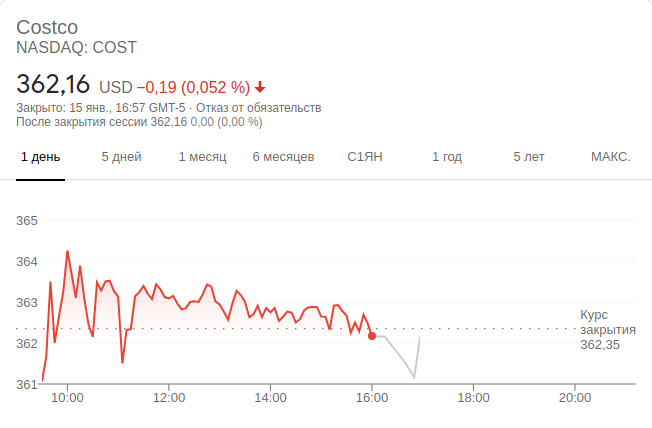 Costco
NASDAQ: COST
362,16 USD −0,19 (0,052 %)
Закрыто: 15 янв., 16:57 GMT-5 · Отказ от обязательств
После закрытия сессии 362,16 0,00 (0,00 %)
1 день 5 дней 1 месяц 6 месяцев С1ЯН 1 год 5 лет МАКС.
365
364
363
362
361
Курс
закрытия
362,35
10:00 12:00 14:00 16:00 18:00 20:00